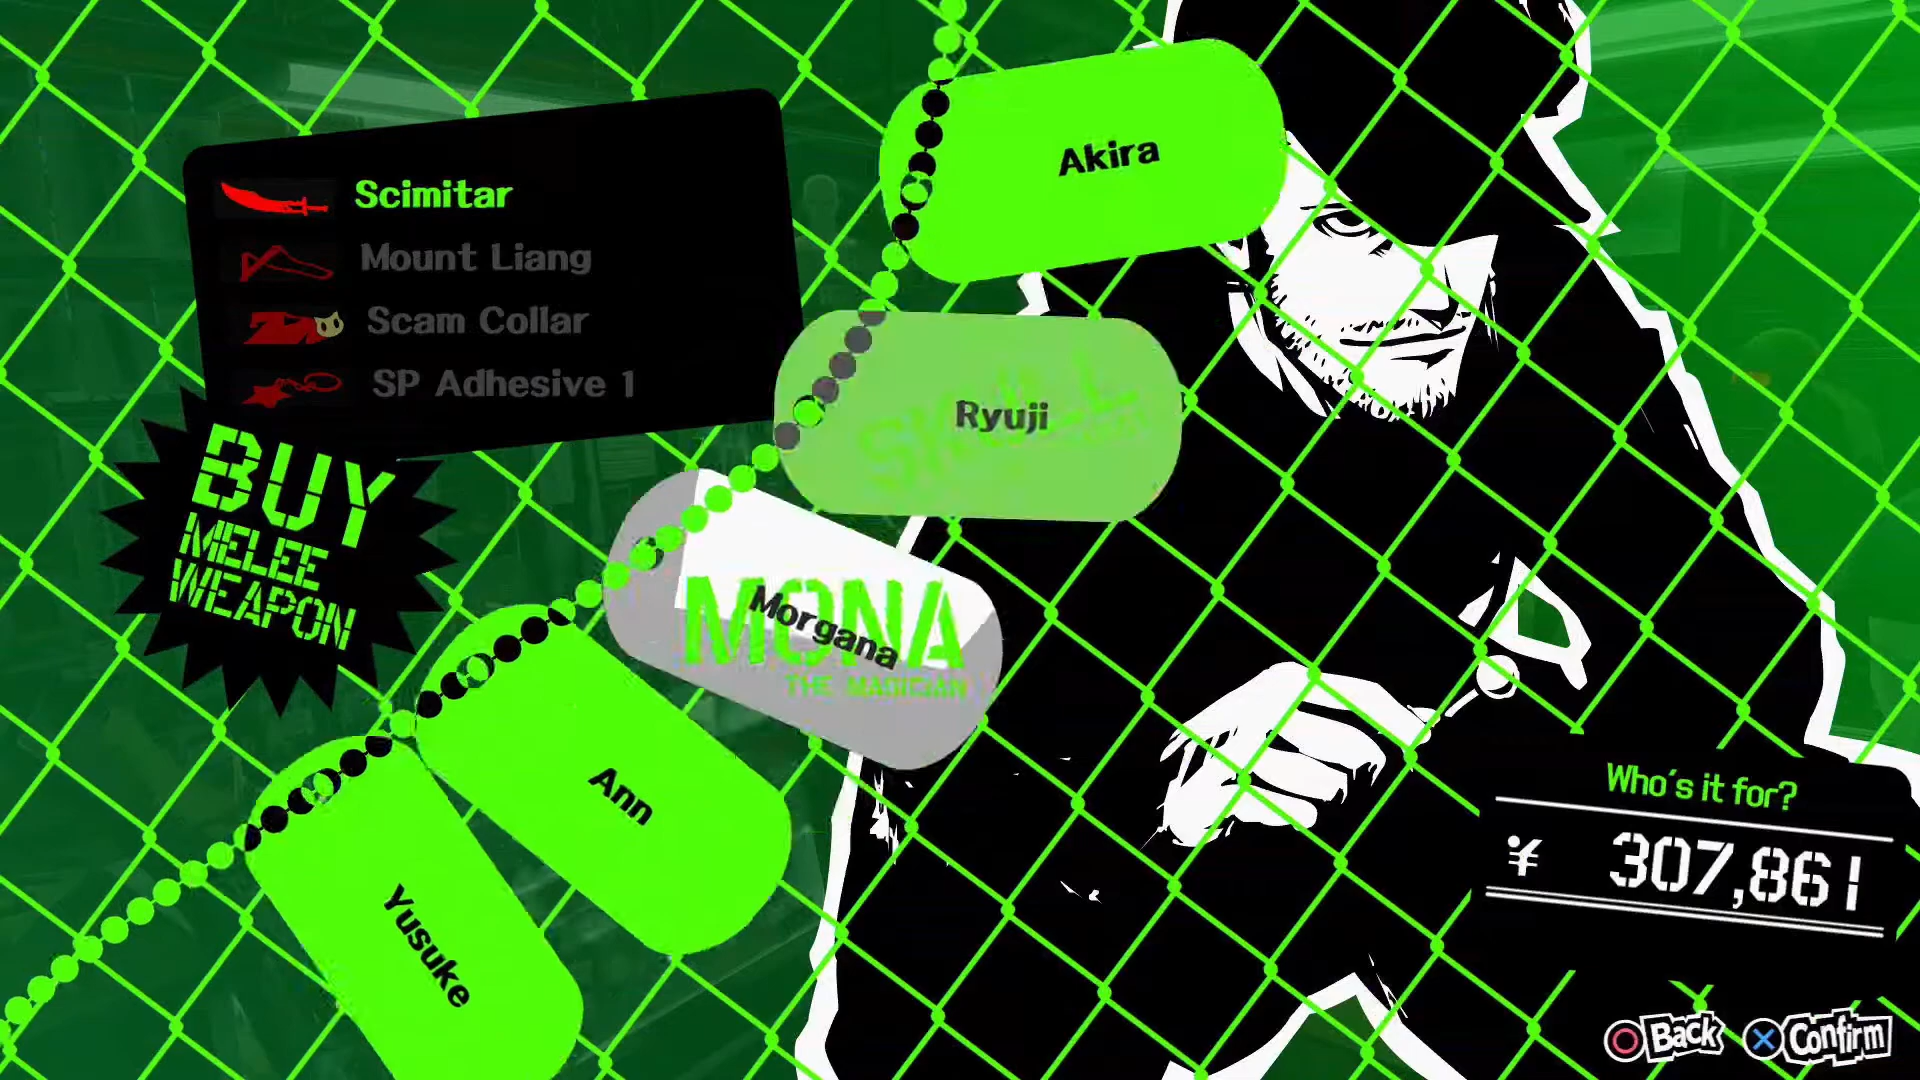 Scimitar
Mount Liang
Scam Collar
SP Adhesive 1
BUY
MELEE
WEAPON
Akira
SKULL
Ryuji
MONA
THE MAGICIAN
Morgana
Ann
Yusuke
Who's it for?
¥ 307,861
Back
Confirm